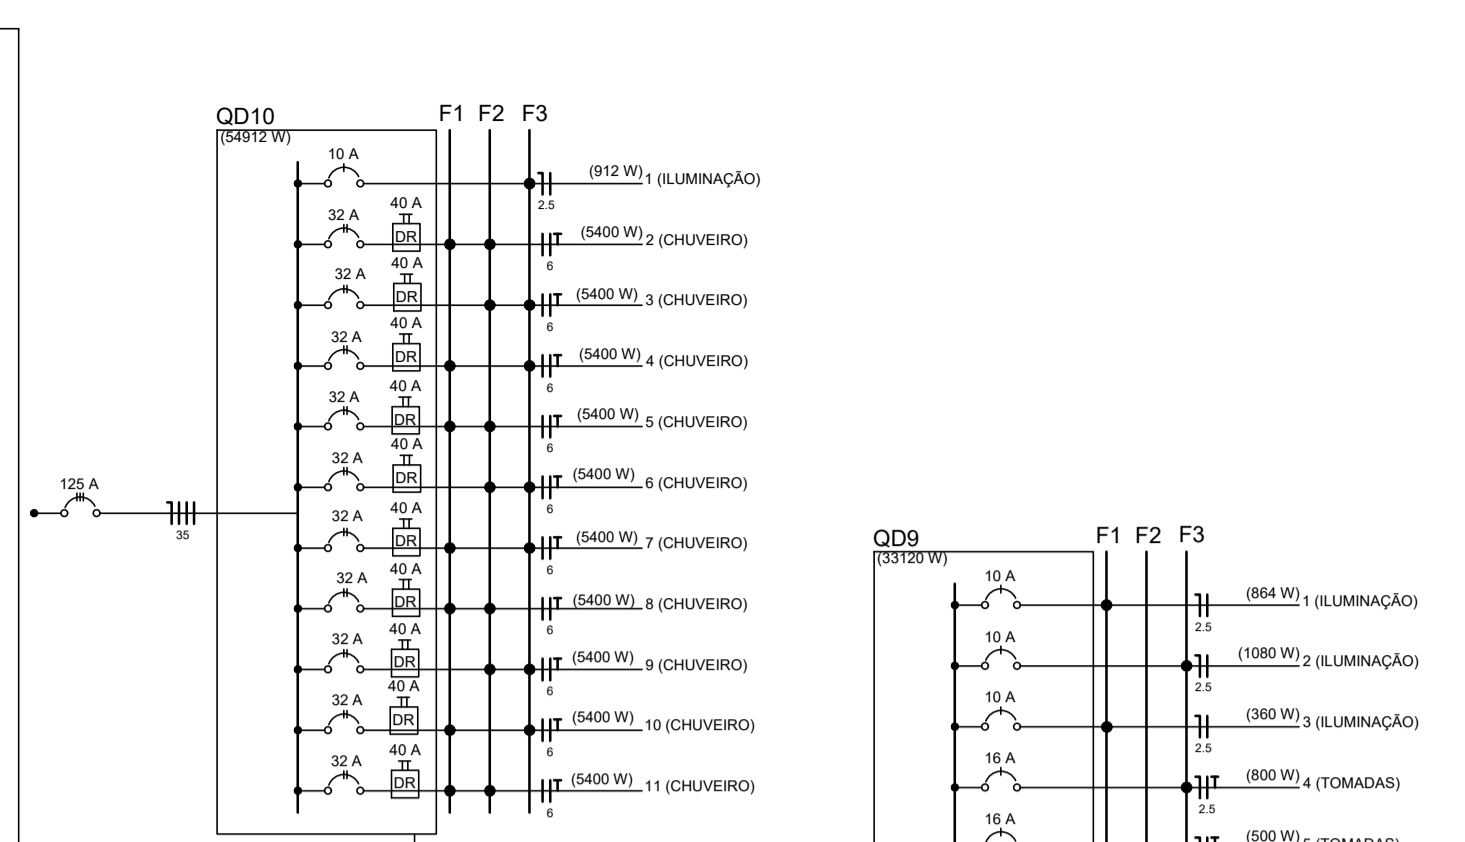 QD10
(54912 W)
F1 F2 F3
10 A
(912 W) 1 (ILUMINAÇÃO)
2.5
32 A
40 A
DR
(5400 W) 2 (CHUVEIRO)
6
32 A
40 A
DR
(5400 W) 3 (CHUVEIRO)
6
32 A
40 A
DR
(5400 W) 4 (CHUVEIRO)
6
32 A
40 A
DR
(5400 W) 5 (CHUVEIRO)
6
32 A
40 A
DR
(5400 W) 6 (CHUVEIRO)
6
125 A
35
32 A
40 A
DR
(5400 W) 7 (CHUVEIRO)
6
32 A
40 A
DR
(5400 W) 8 (CHUVEIRO)
6
32 A
40 A
DR
(5400 W) 9 (CHUVEIRO)
6
32 A
40 A
DR
(5400 W) 10 (CHUVEIRO)
6
32 A
40 A
DR
(5400 W) 11 (CHUVEIRO)
6
QD9
(33120 W)
F1 F2 F3
10 A
(864 W) 1 (ILUMINAÇÃO)
2.5
10 A
(1080 W) 2 (ILUMINAÇÃO)
2.5
10 A
(360 W) 3 (ILUMINAÇÃO)
2.5
16 A
(800 W) 4 (TOMADAS)
2.5
16 A
(500 W) 5 (TOMADAS)